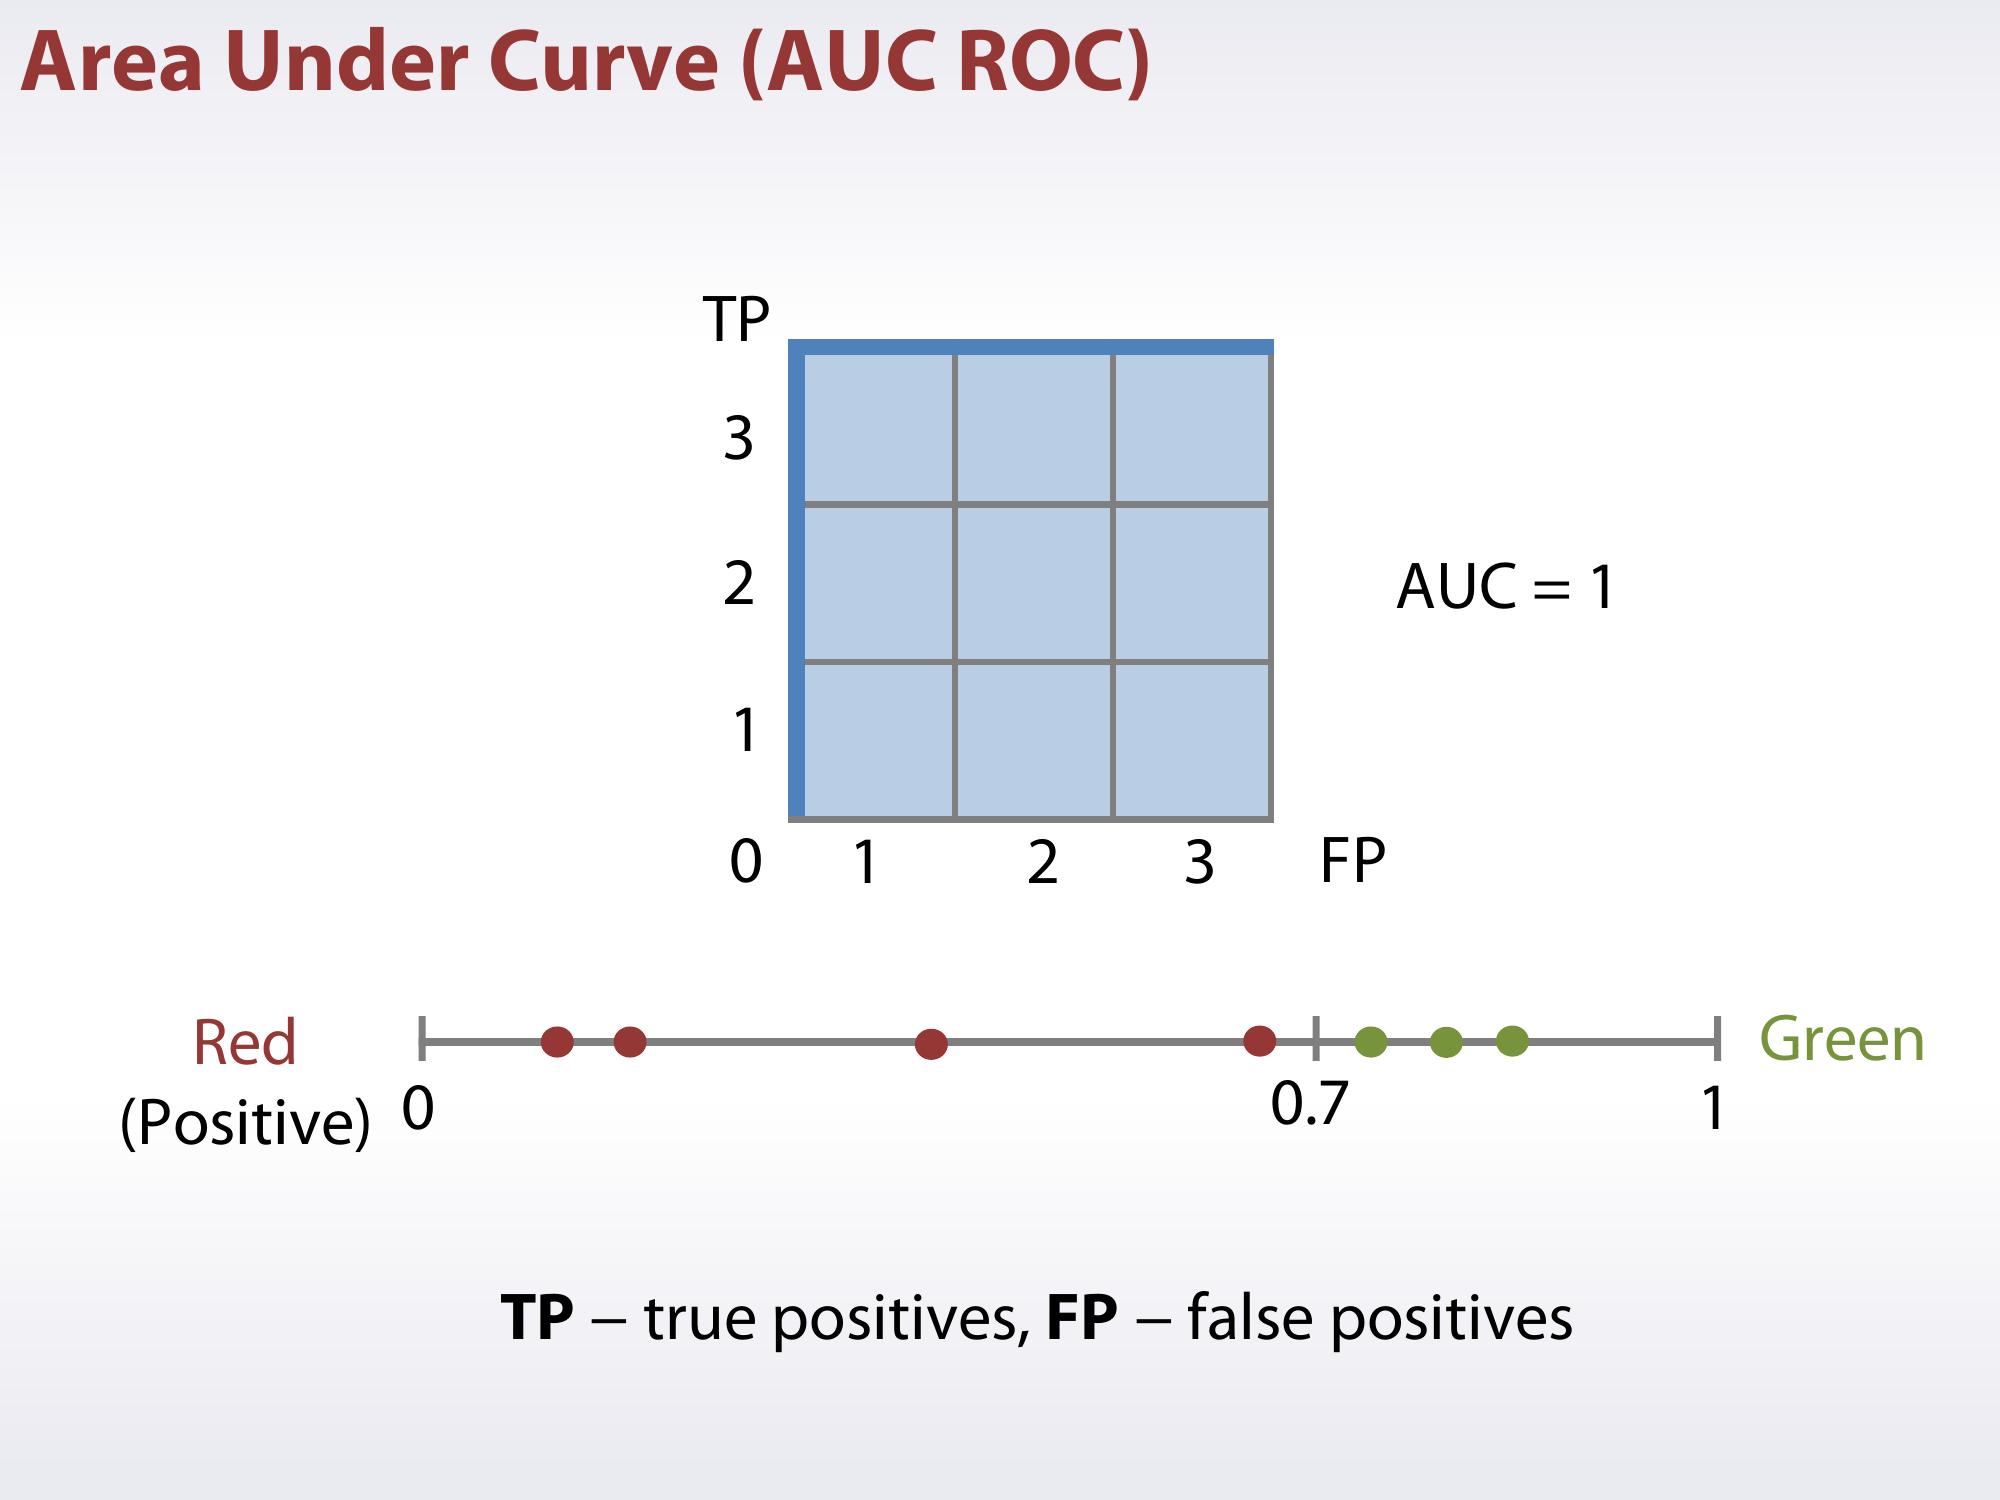 Area Under Curve (AUC ROC)
TP
3
2
AUC = 1
1
0 1 2 3 FP
Red Green
(Positive) 0 0.7 1
TP – true positives, FP – false positives